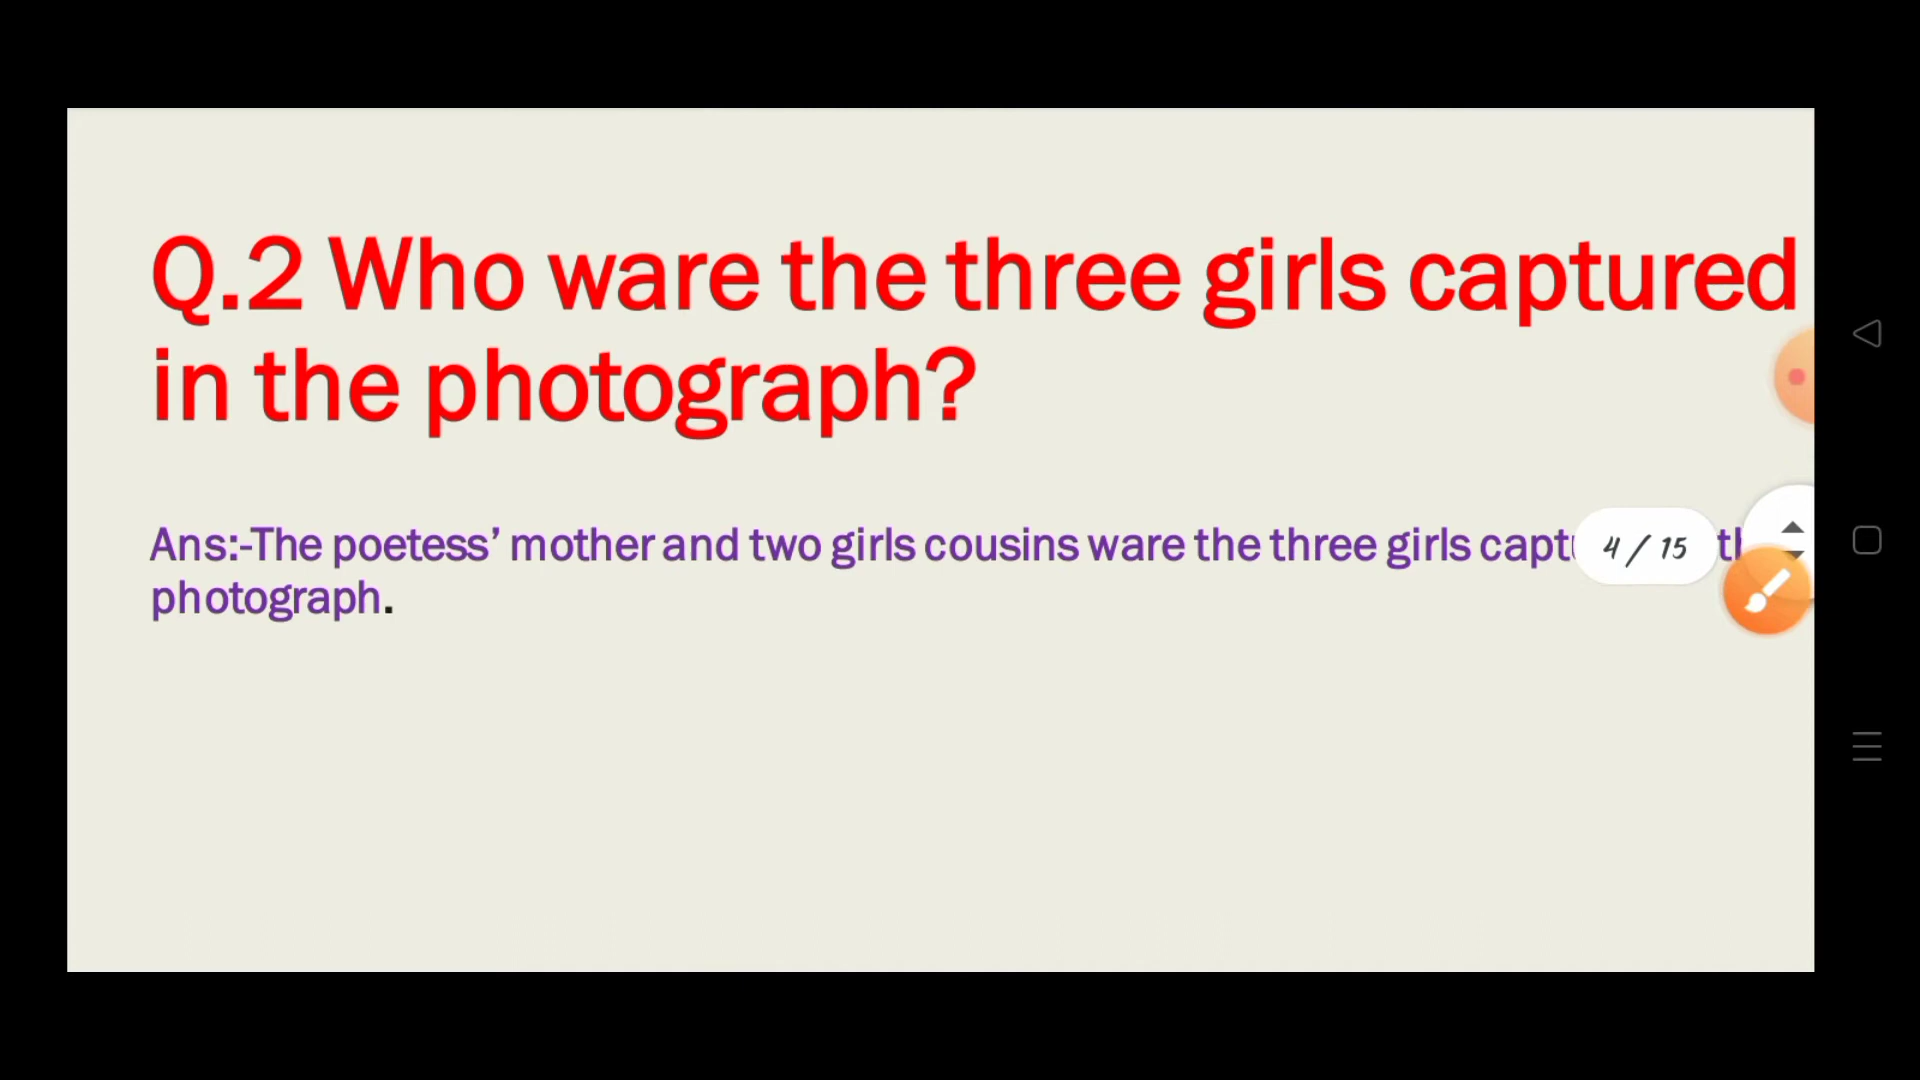 Q.2 Who ware the three girls captured
in the photograph?
Ans:-The poetess’ mother and two girls cousins ware the three girls
photograph.
4 / 15